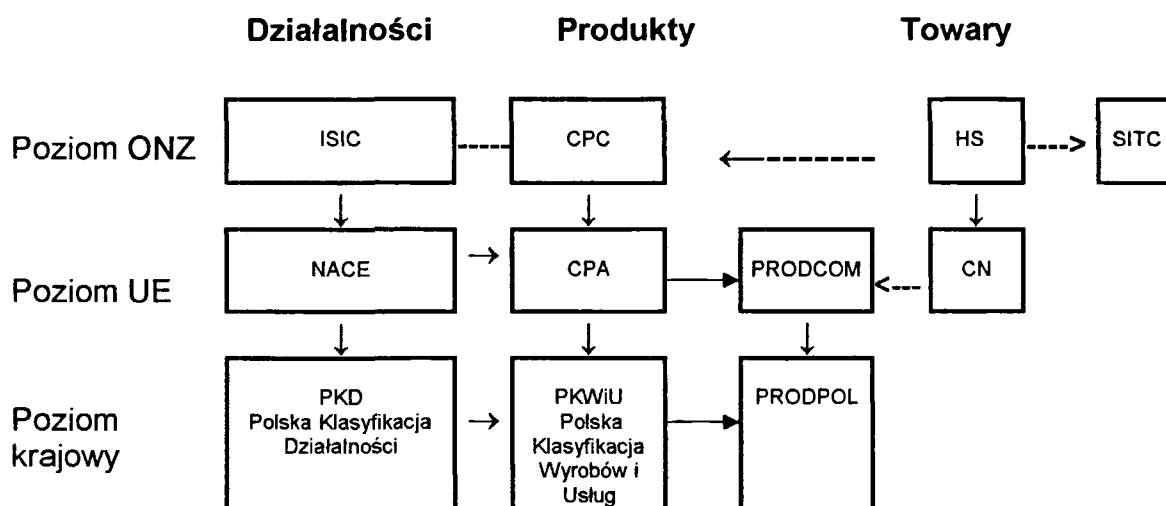 Działalności Produkty Towary
Poziom ONZ ISIC CPC HS SITC
Poziom UE NACE CPA PRODCOM CN
Poziom
krajowy
PKD
Polska Klasyfikacja
Działalności
PKWiU
Polska
Klasyfikacja
Wyrobów i
Usług
PRODPOL